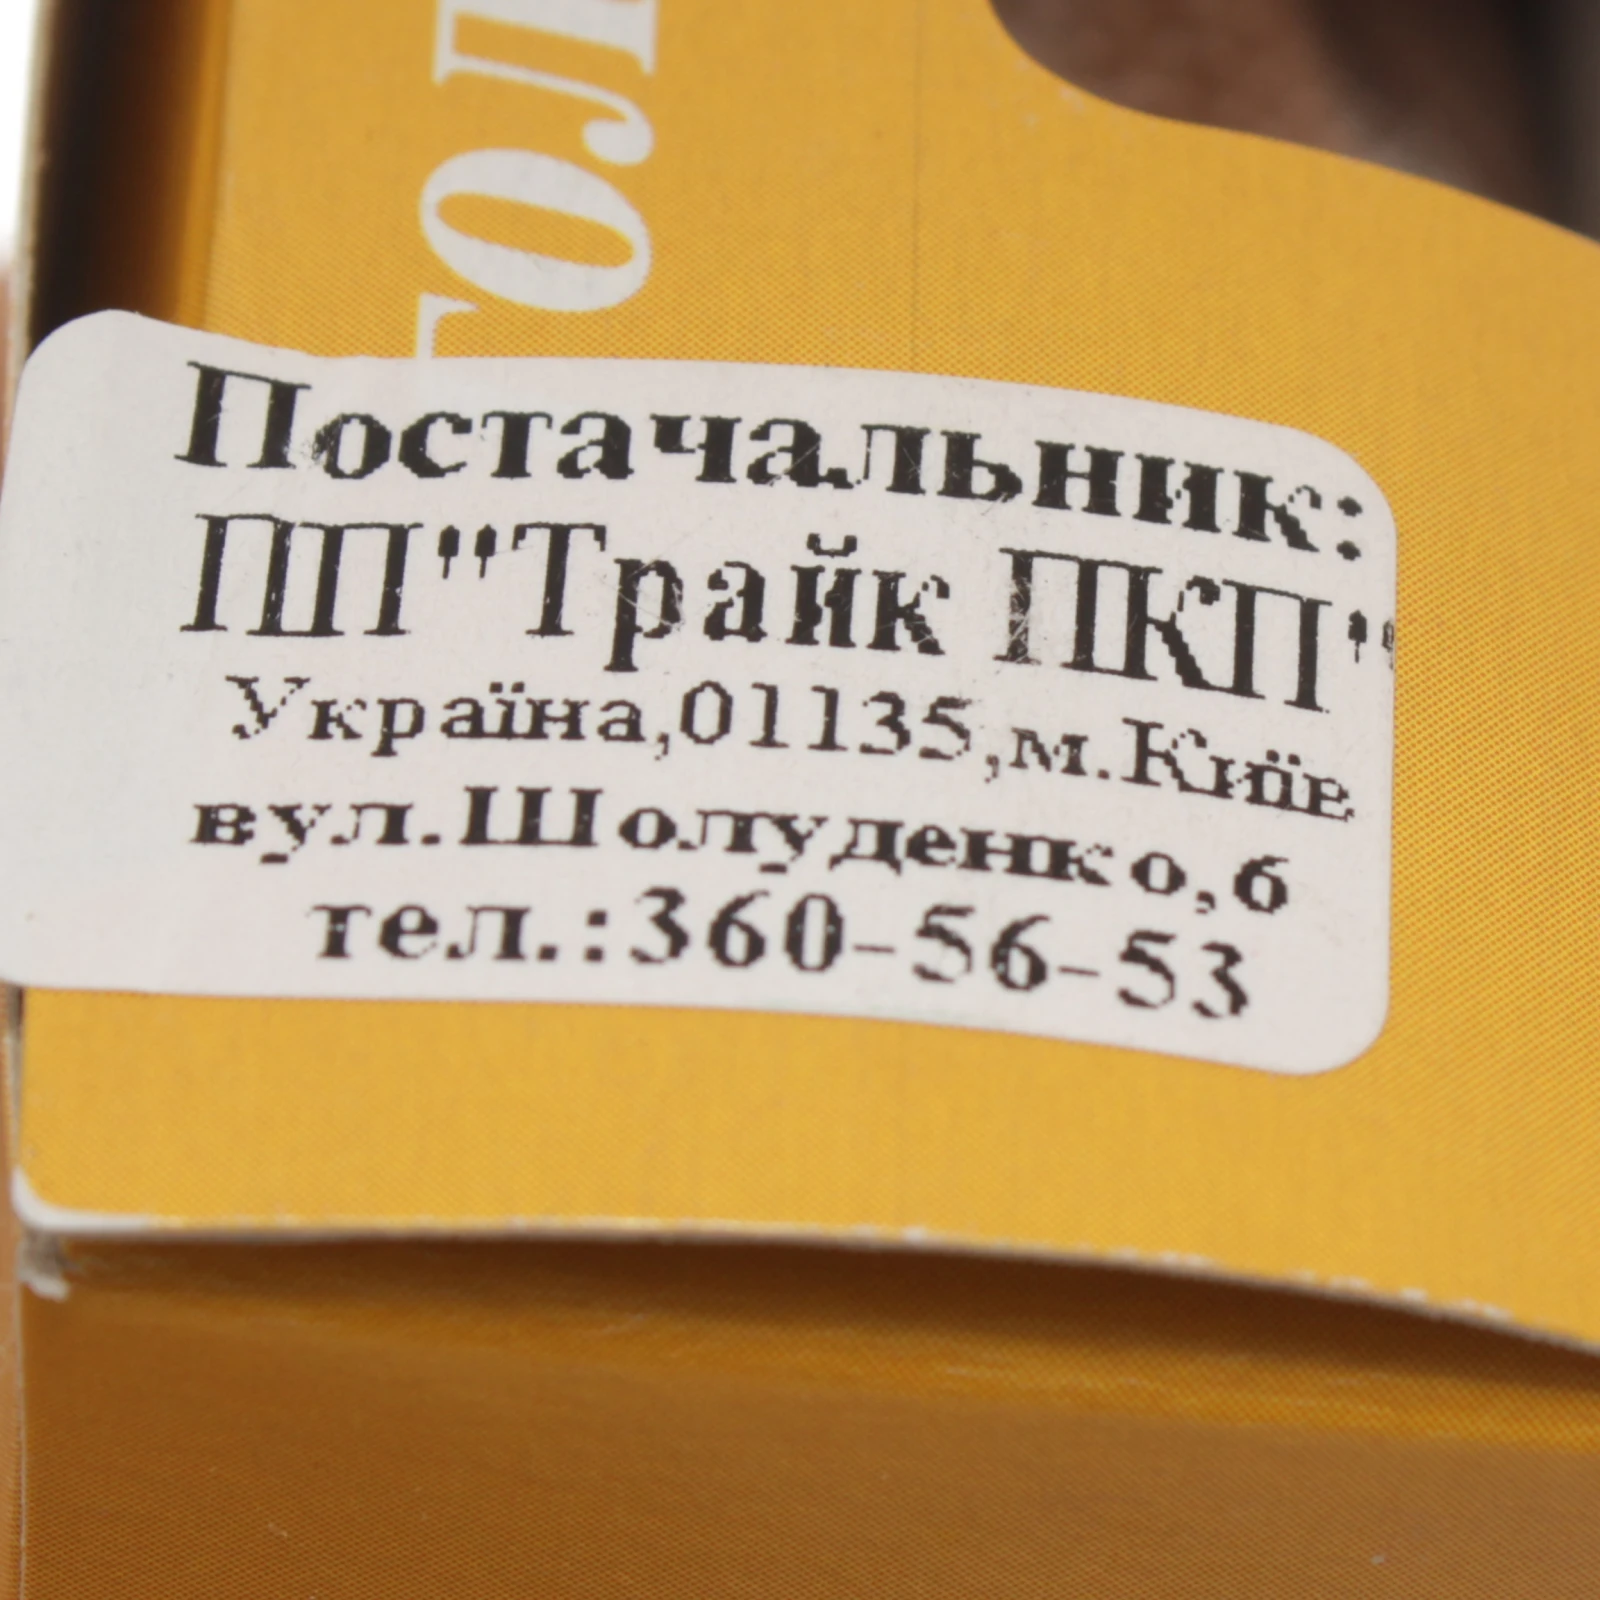 Постачальник:
ПП"Трайк ПКП"
Україна,01135,м.Київ
вул.Шолуденко,6
тел.:360-56-53